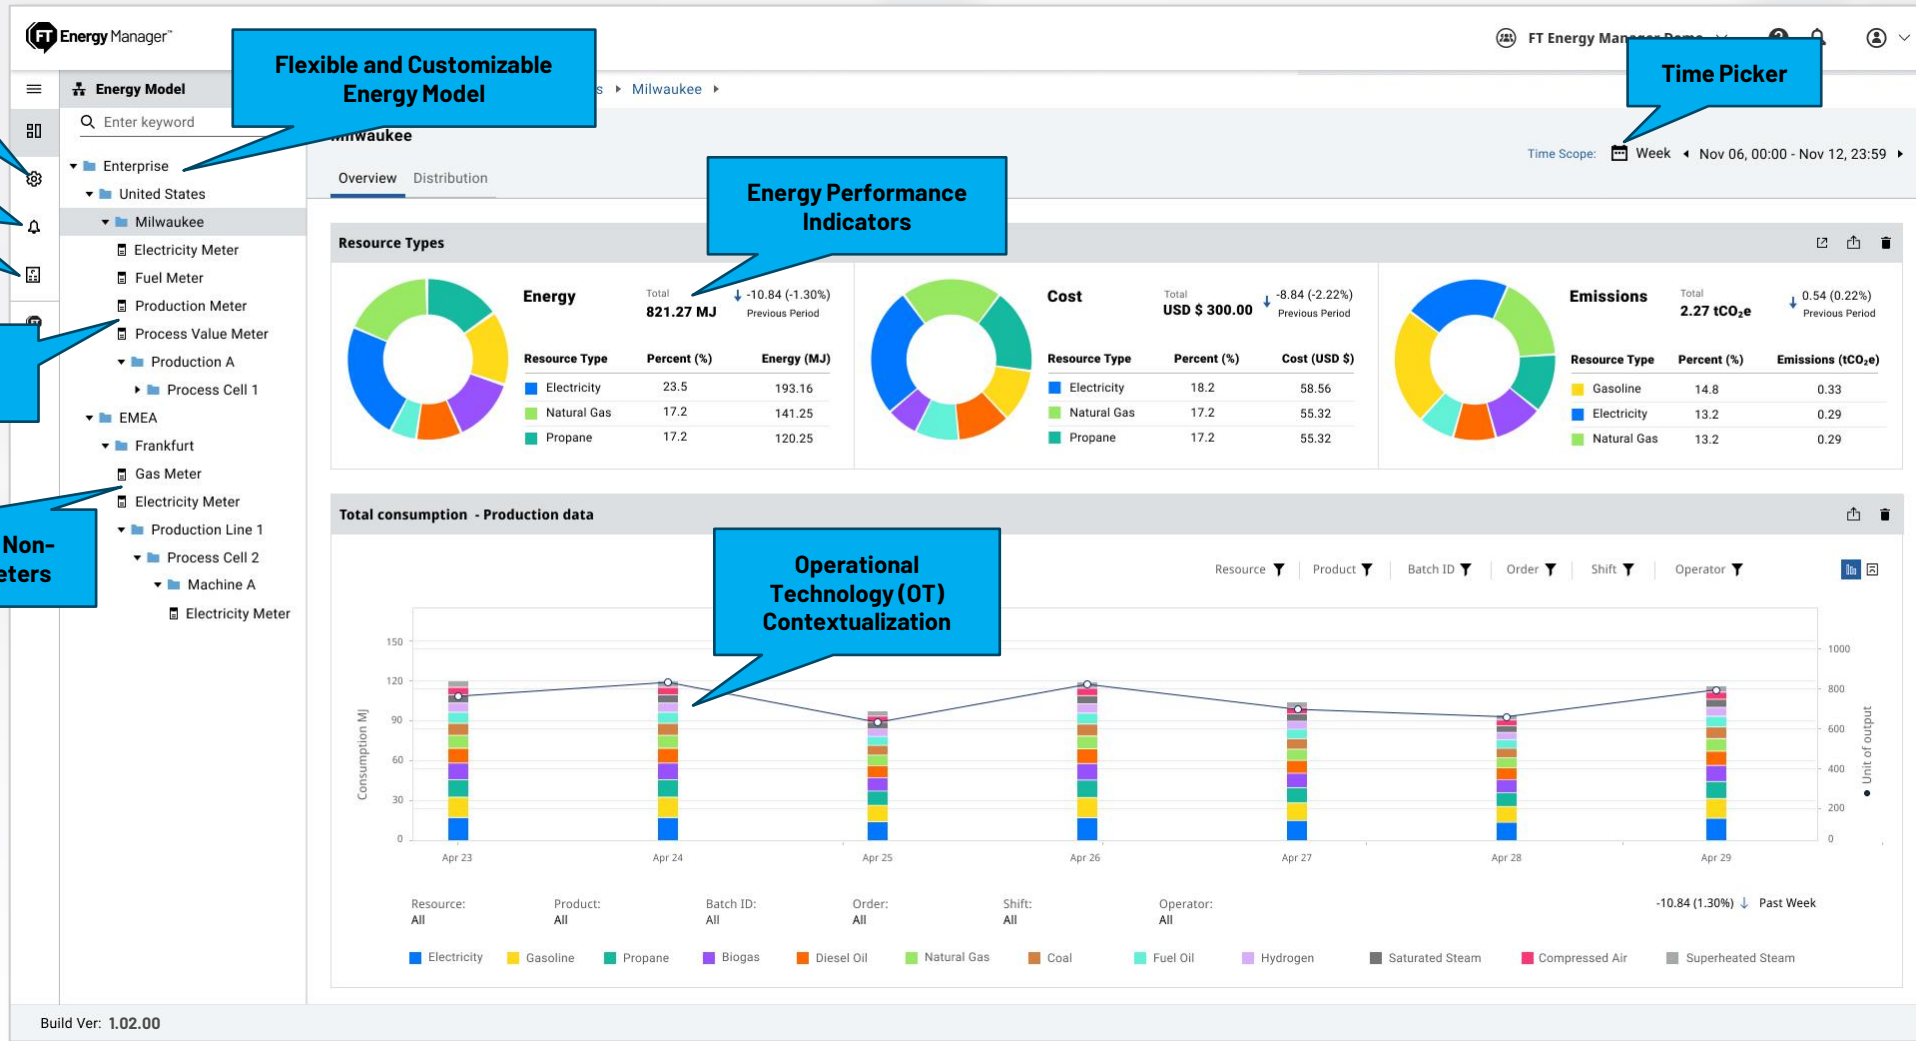 FT Energy Manager™
FT Energy Manager Demo
Flexible and Customizable
Energy Model
Time Picker
Energy Model
s ▸ Milwaukee ▸
Enter keyword
Milwaukee
Time Scope: Week Nov 06, 00:00 - Nov 12, 23:59
Overview Distribution
Energy Performance
Indicators
Enterprise
United States
Milwaukee
Electricity Meter
Fuel Meter
Production Meter
Process Value Meter
Production A
Process Cell 1
EMEA
Frankfurt
Gas Meter
Electricity Meter
Production Line 1
Process Cell 2
Machine A
Electricity Meter
Non-
eters
Resource Types
Energy
Total
821.27 MJ
-10.84 (-1.30%)
Previous Period
Resource Type Percent (%) Energy (MJ)
Electricity 23.5 193.16
Natural Gas 17.2 141.25
Propane 17.2 120.25
Cost
Total
USD $ 300.00
-8.84 (-2.22%)
Previous Period
Resource Type Percent (%) Cost (USD $)
Electricity 18.2 58.56
Natural Gas 17.2 55.32
Propane 17.2 55.32
Emissions
Total
2.27 tCO₂e
0.54 (0.22%)
Previous Period
Resource Type Percent (%) Emissions (tCO₂e)
Gasoline 14.8 0.33
Electricity 13.2 0.29
Natural Gas 13.2 0.29
Total consumption - Production data
Operational
Technology (OT)
Contextualization
Resource Product Batch ID Order Shift Operator
Consumption MJ
150
120
90
60
30
0
1000
800
600
400
200
0
Unit of output
Apr 23 Apr 24 Apr 25 Apr 26 Apr 27 Apr 28 Apr 29
Resource: Product: Batch ID: Order: Shift: Operator:
All All All All All All
-10.84 (1.30%) ↓ Past Week
Electricity Gasoline Propane Biogas Diesel Oil Natural Gas Coal Fuel Oil Hydrogen Saturated Steam Compressed Air Superheated Steam
Build Ver: 1.02.00